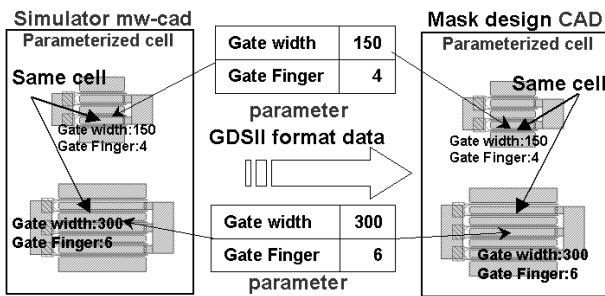 Simulator mw-cad
Parameterized cell
Same cell
Gate width:150
Gate Finger:4
Gate width:300
Gate Finger:6
Gate width 150
Gate Finger 4
parameter
GDSII format data
Gate width 300
Gate Finger 6
parameter
Mask design CAD
Parameterized cell
Same cell
Gate width:150
Gate Finger:4
Gate width:300
Gate Finger:6